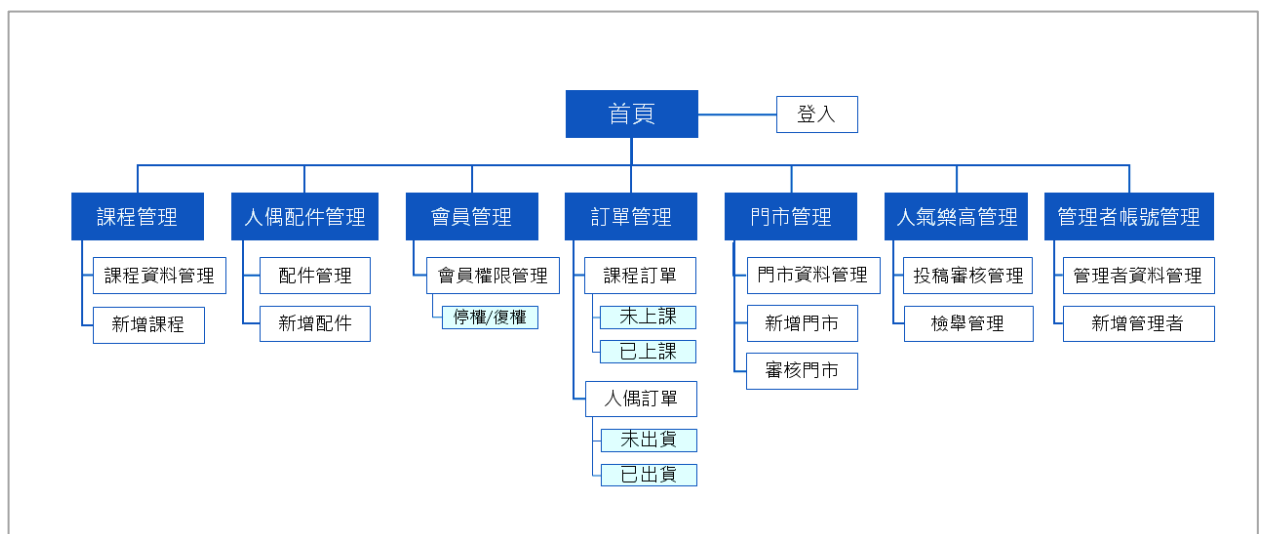 首頁
登入
課程管理
課程資料管理
新增課程
人偶配件管理
配件管理
新增配件
會員管理
會員權限管理
停權/復權
訂單管理
課程訂單
未上課
已上課
人偶訂單
未出貨
已出貨
門市管理
門市資料管理
新增門市
審核門市
人氣樂高管理
投稿審核管理
檢舉管理
管理者帳號管理
管理者資料管理
新增管理者